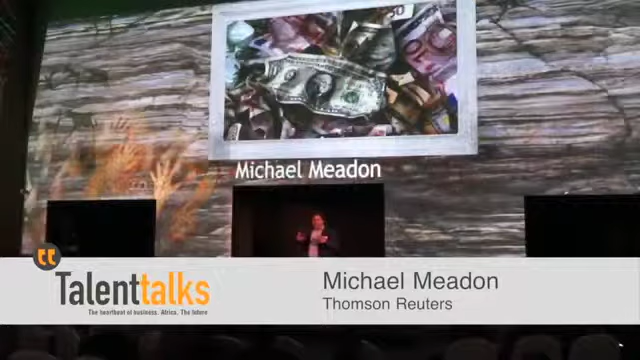 Michael Meadon
Talenttalks
The heartbeat of business. Africa. The future
Michael Meadon
Thomson Reuters